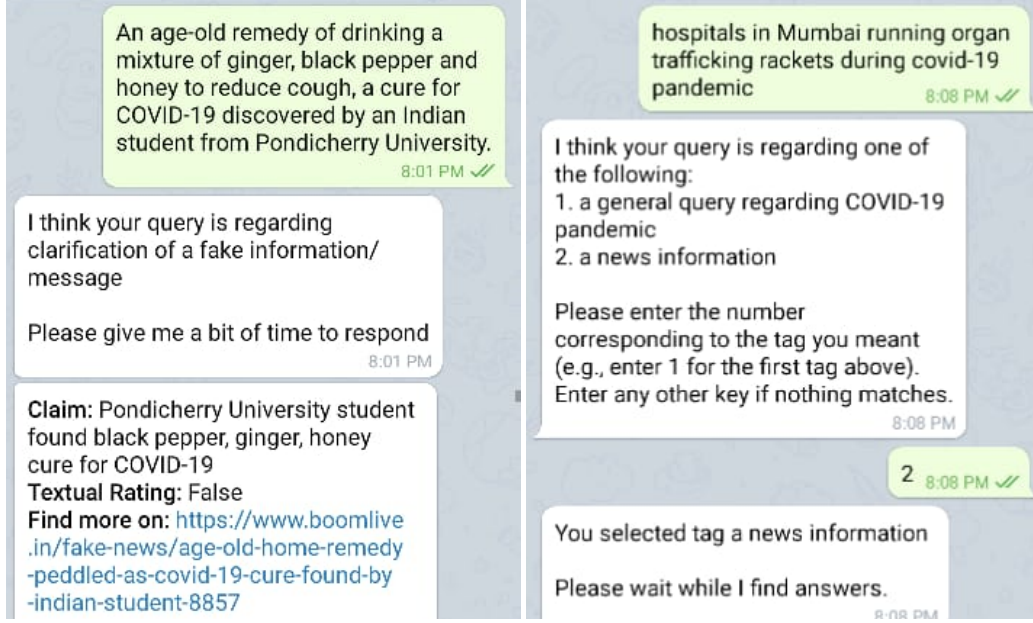 An age-old remedy of drinking a
mixture of ginger, black pepper and
honey to reduce cough, a cure for
COVID-19 discovered by an Indian
student from Pondicherry University.
8:01 PM
I think your query is regarding
clarification of a fake information/
message
Please give me a bit of time to respond
8:01 PM
Claim: Pondicherry University student
found black pepper, ginger, honey
cure for COVID-19
Textual Rating: False
Find more on: https://www.boomlive
.in/fake-news/age-old-home-remedy
-peddled-as-covid-19-cure-found-by
-indian-student-8857
hospitals in Mumbai running organ
trafficking rackets during covid-19
pandemic
8:08 PM
I think your query is regarding one of
the following:
1. a general query regarding COVID-19
pandemic
2. a news information
Please enter the number
corresponding to the tag you meant
(e.g., enter 1 for the first tag above).
Enter any other key if nothing matches.
8:08 PM
2 8:08 PM
You selected tag a news information
Please wait while I find answers.
8:08 PM